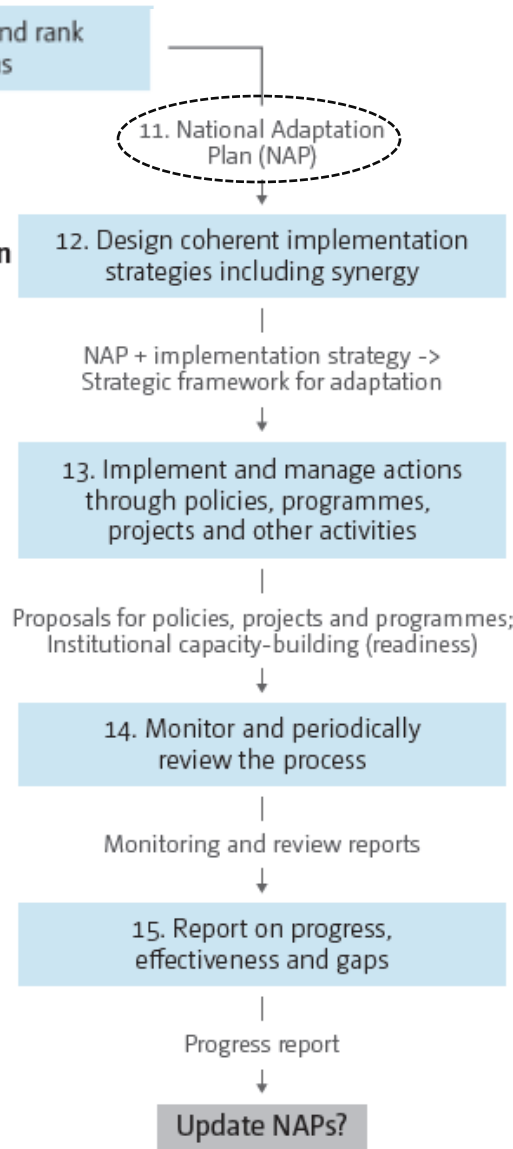 nd rank
s
11. National Adaptation
Plan (NAP)
n
12. Design coherent implementation
strategies including synergy
NAP + implementation strategy ->
Strategic framework for adaptation
13. Implement and manage actions
through policies, programmes,
projects and other activities
Proposals for policies, projects and programmes;
Institutional capacity-building (readiness)
14. Monitor and periodically
review the process
Monitoring and review reports
15. Report on progress,
effectiveness and gaps
Progress report
Update NAPs?